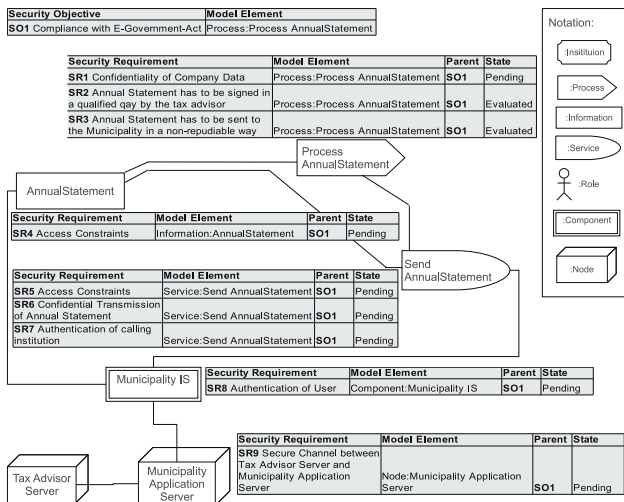 Security Objective Model Element
SO1 Compliance with E-Government-Act Process:Process AnnualStatement
Notation:
:Insitituion
:Process
:Information
:Service
:Role
:Component
:Node
Security Requirement Model Element Parent State
SR1 Confidentiality of Company Data Process:Process AnnualStatement SO1 Pending
SR2 Annual Statement has to be signed in
a qualified qay by the tax advisor Process:Process AnnualStatement SO1 Evaluated
SR3 Annual Statement has to be sent to
the Municipality in a non-repudiable way Process:Process AnnualStatement SO1 Evaluated
Process
AnnualStatement
AnnualStatement
Security Requirement Model Element Parent State
SR4 Access Constraints Information:AnnualStatement SO1 Pending
Send
AnnualStatement
Security Requirement Model Element Parent State
SR5 Access Constraints Service:Send AnnualStatement SO1 Pending
SR6 Confidential Transmission
of Annual Statement Service:Send AnnualStatement SO1 Pending
SR7 Authentication of calling
institution Service:Send AnnualStatement SO1 Pending
Municipality IS
Security Requirement Model Element Parent State
SR8 Authentication of User Component:Municipality IS SO1 Pending
Security Requirement Model Element Parent State
SR9 Secure Channel between
Tax Advisor Server and
Municipality Application
Server Node:Municipality Application
Server SO1 Pending
Tax Advisor
Server
Municipality
Application
Server